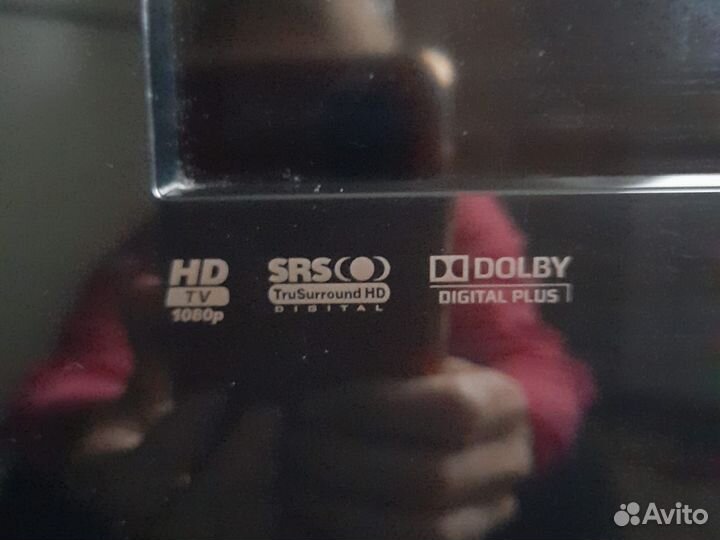 HD
TV
1080p
SRS
TruSurround HD
DIGITAL
DOLBY
DIGITAL PLUS
Avito